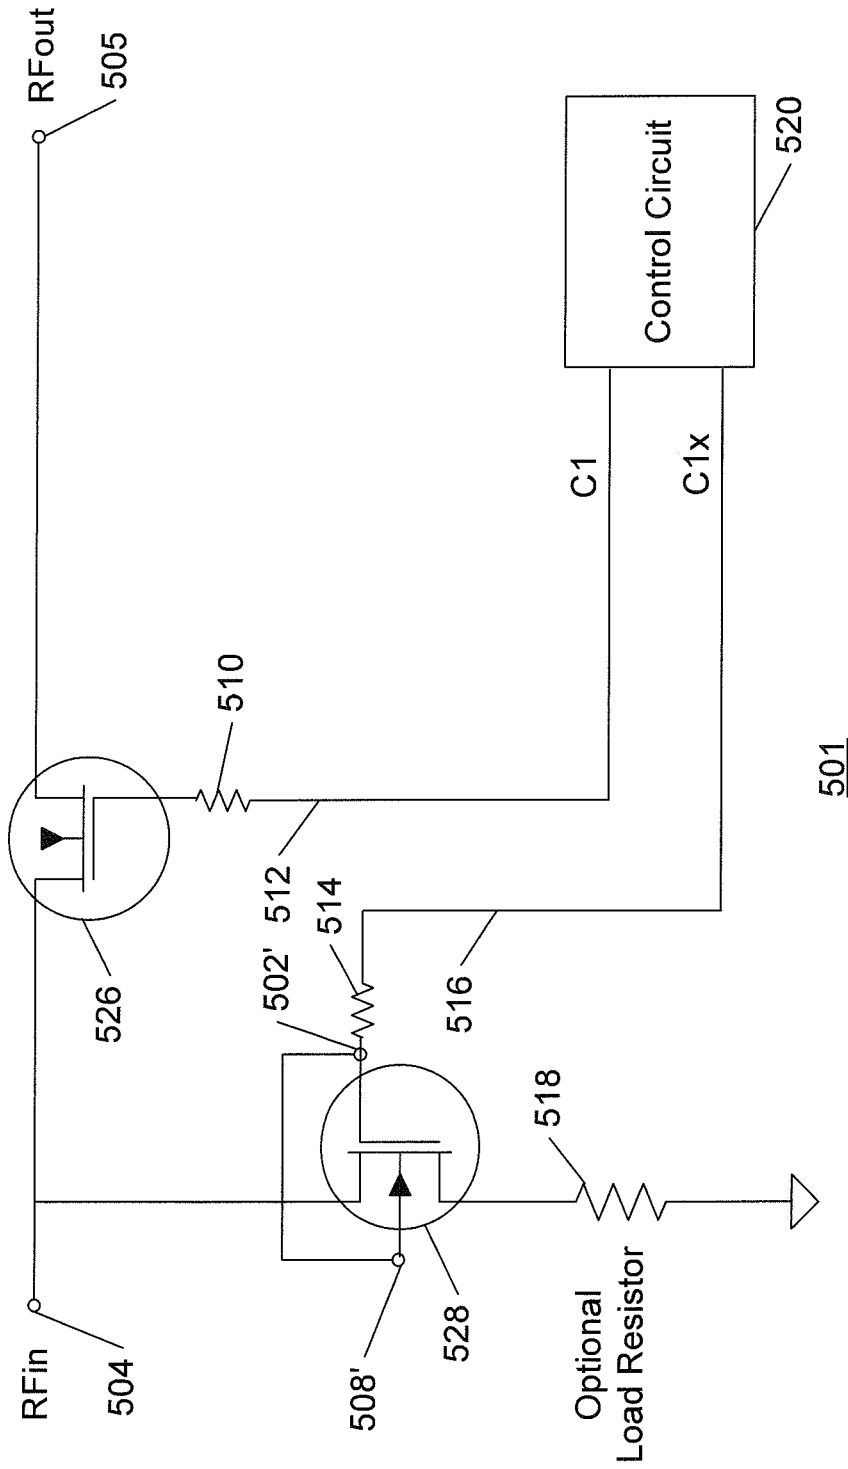 RFin
504
RFout
505
526
510
502'
512
514
508'
528
516
518
Optional
Load Resistor
C1
C1x
Control Circuit
520
501